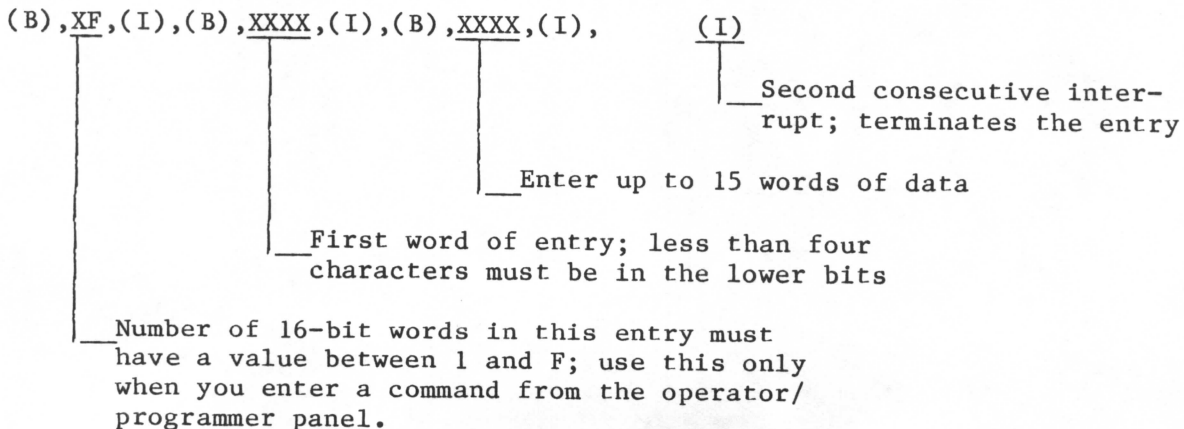 (B),XF,(I),(B),XXXX,(I),(B),XXXX,(I), (I)
Second consecutive inter-
rupt; terminates the entry
Enter up to 15 words of data
First word of entry; less than four
characters must be in the lower bits
Number of 16-bit words in this entry must
have a value between 1 and F; use this only
when you enter a command from the operator/
programmer panel.